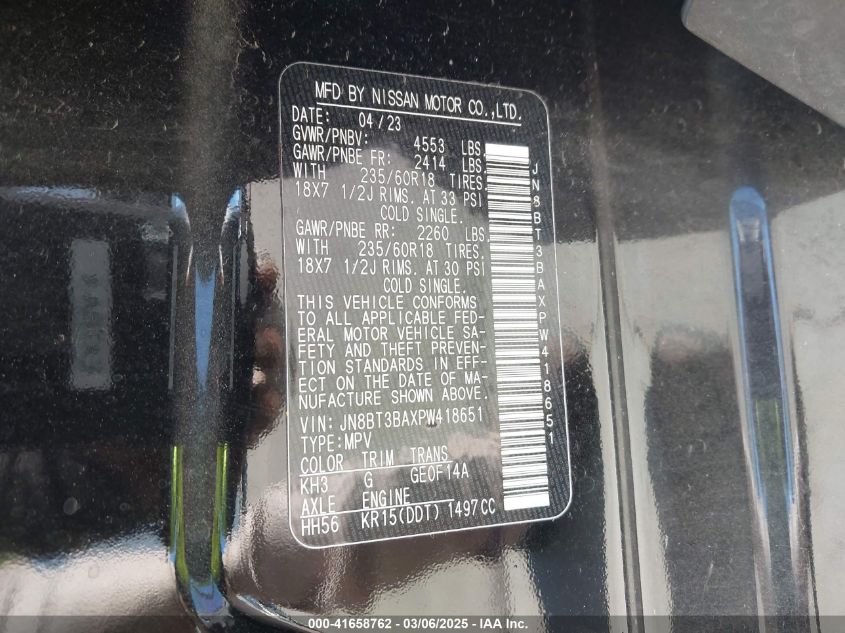 MFD BY NISSAN MOTOR CO.,LTD.
DATE: 04/23
GVWR/PNBV: 4553 LBS.
GAWR/PNBE FR: 2414 LBS.
WITH 235/60R18 TIRES.
18X7 1/2J RIMS. AT 33 PSI
COLD SINGLE.
GAWR/PNBE RR: 2260 LBS.
WITH 235/60R18 TIRES.
18X7 1/2J RIMS. AT 30 PSI
COLD SINGLE.
THIS VEHICLE CONFORMS
TO ALL APPLICABLE FED-
ERAL MOTOR VEHICLE SA-
FETY AND THEFT PREVEN-
TION STANDARDS IN EFF-
ECT ON THE DATE OF MA-
NUFACTURE SHOWN ABOVE.
VIN: JN8BT3BAXPW418651
TYPE:MPV
COLOR TRIM TRANS
KH3 G GE0F14A
AXLE ENGINE
HH56 KR15(DDT) 1497CC
JN8BT3BAXPW418651
000-41658762 - 03/06/2025 - IAA Inc.